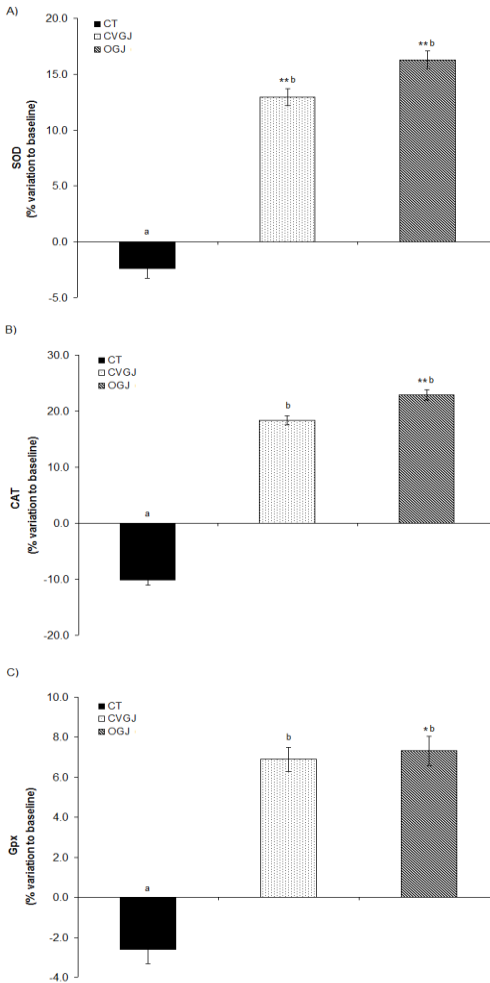 A)
20.0
15.0
10.0
5.0
0.0
-5.0
SOD
(% variation to baseline)
CT
CVGJ
OGJ
a
**b
**b
B)
30.0
20.0
10.0
0.0
-10.0
-20.0
CAT
(% variation to baseline)
CT
CVGJ
OGJ
a
b
**b
C)
10.0
8.0
6.0
4.0
2.0
0.0
-2.0
-4.0
Gpx
(% variation to baseline)
CT
CVGJ
OGJ
a
b
*b